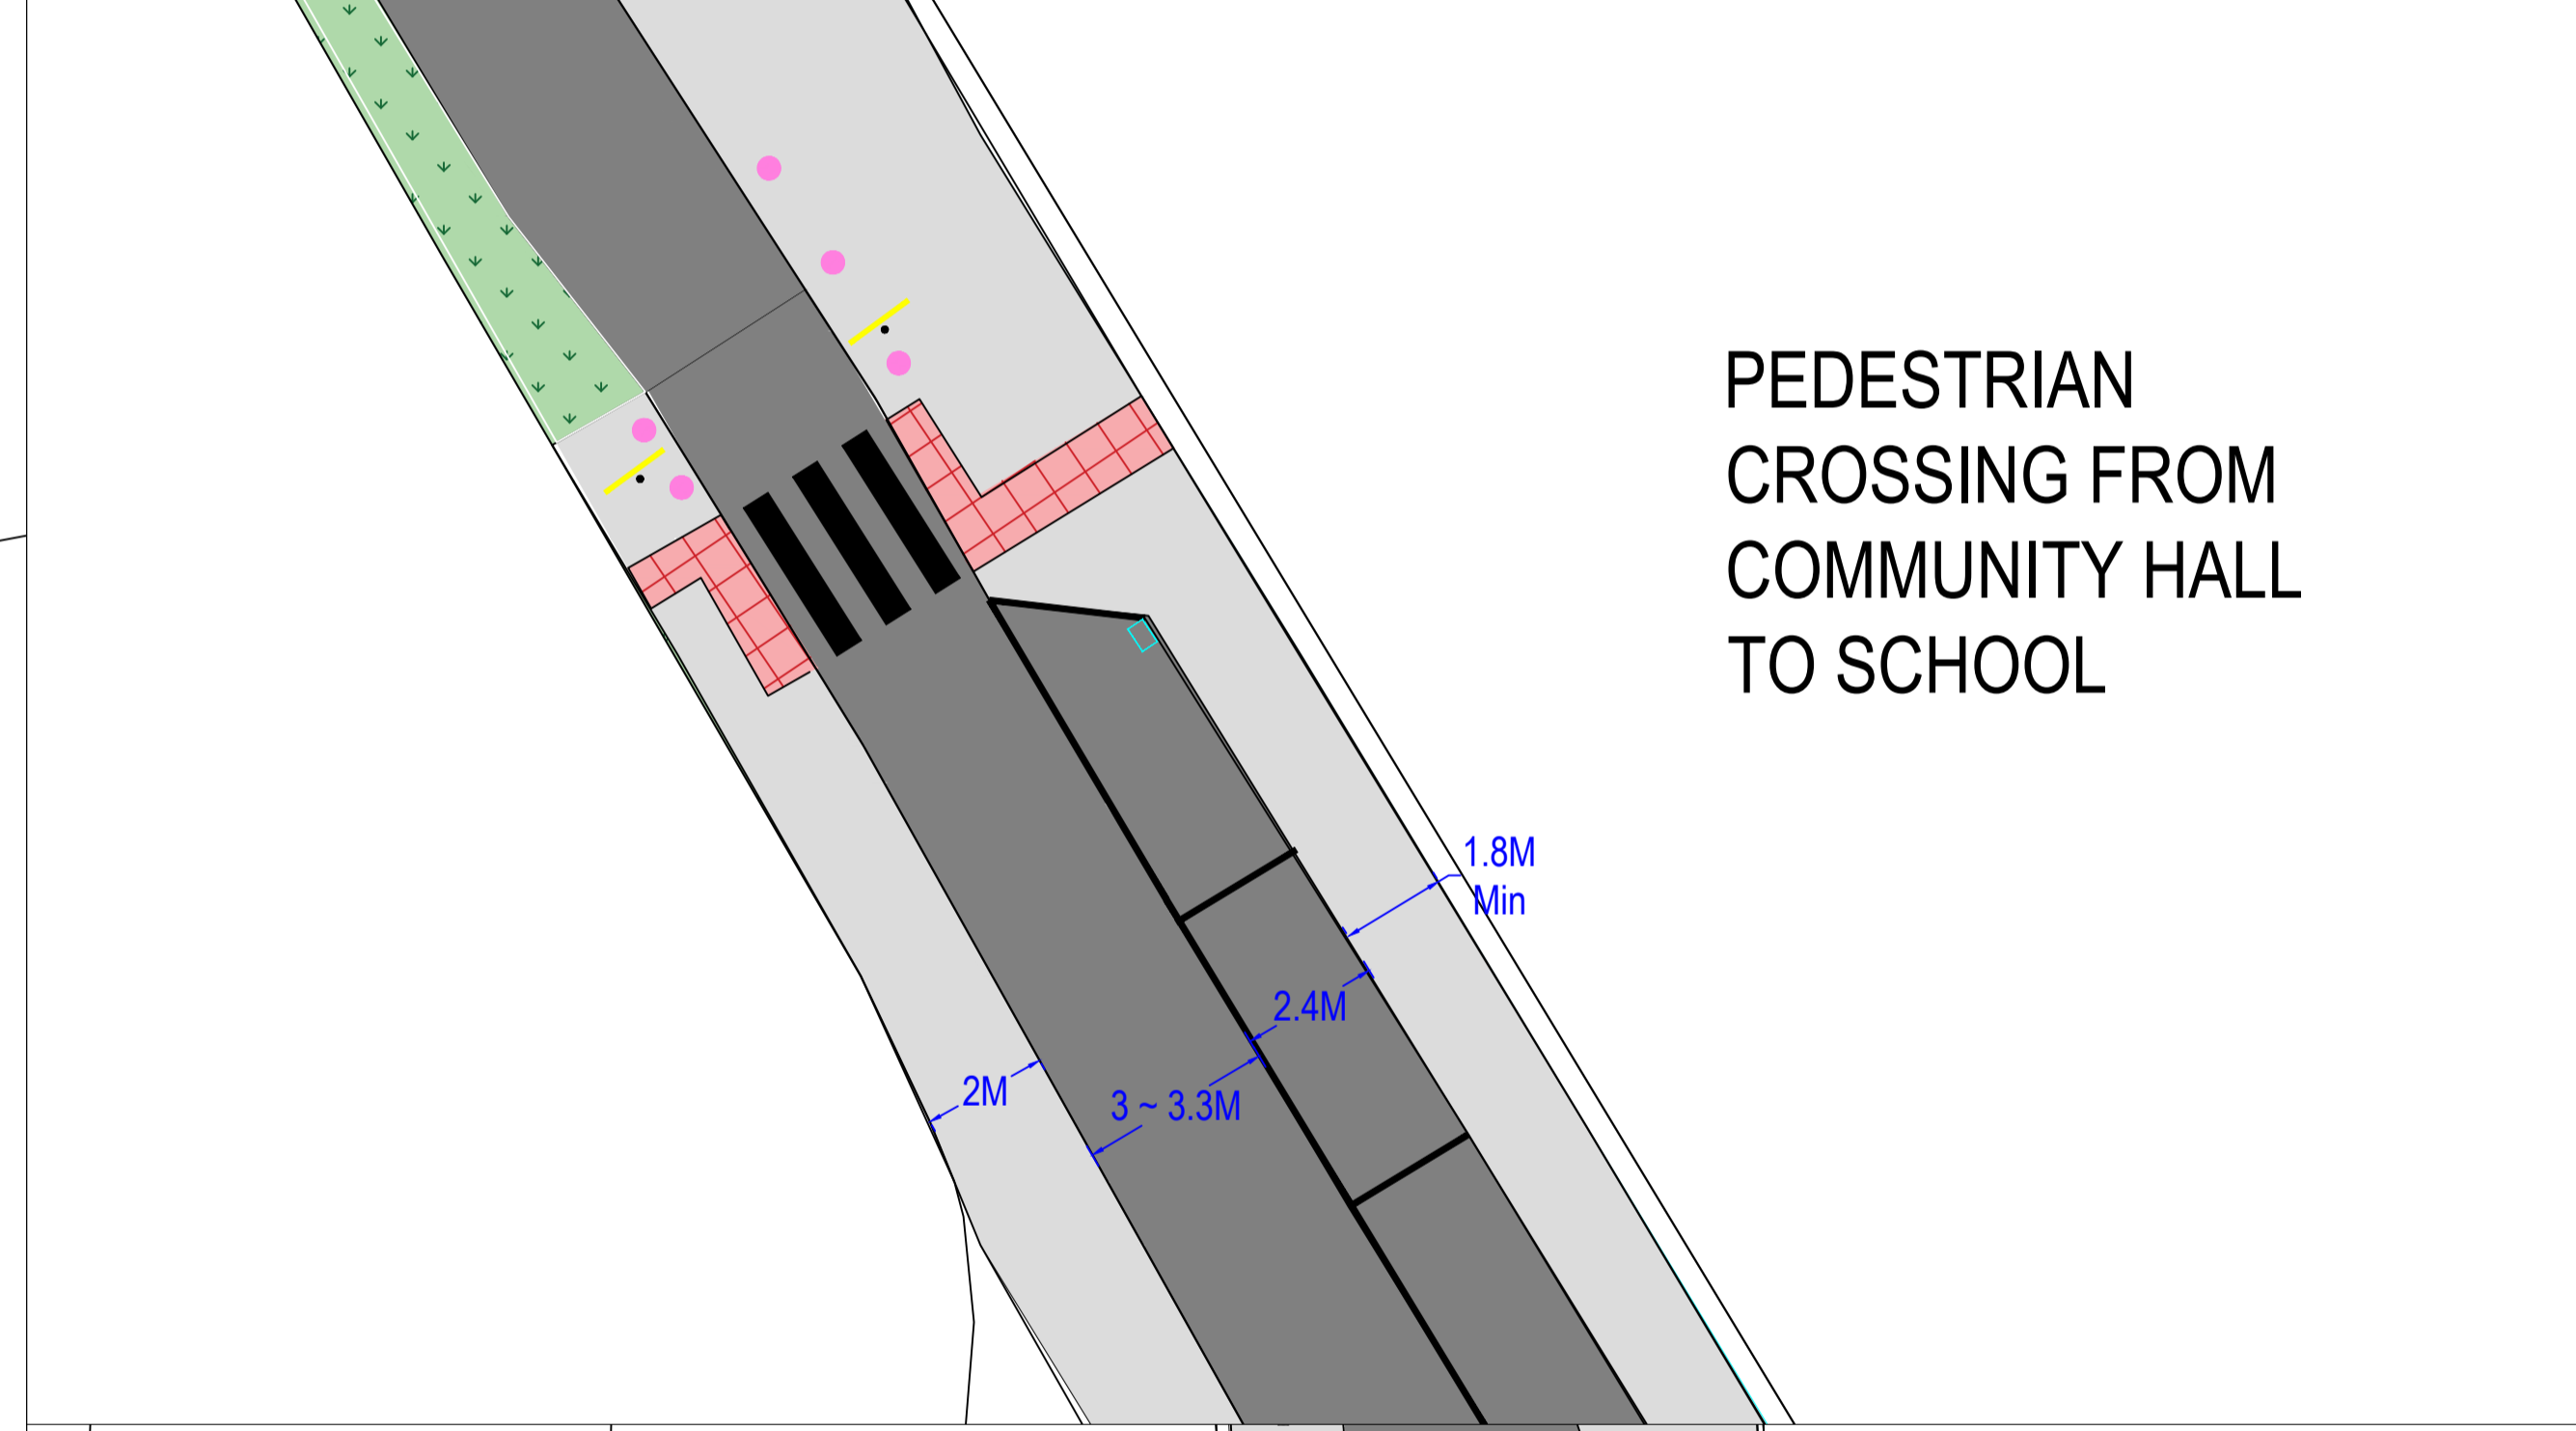 PEDESTRIAN
CROSSING FROM
COMMUNITY HALL
TO SCHOOL
1.8M
Min
2.4M
2M
3 ~ 3.3M